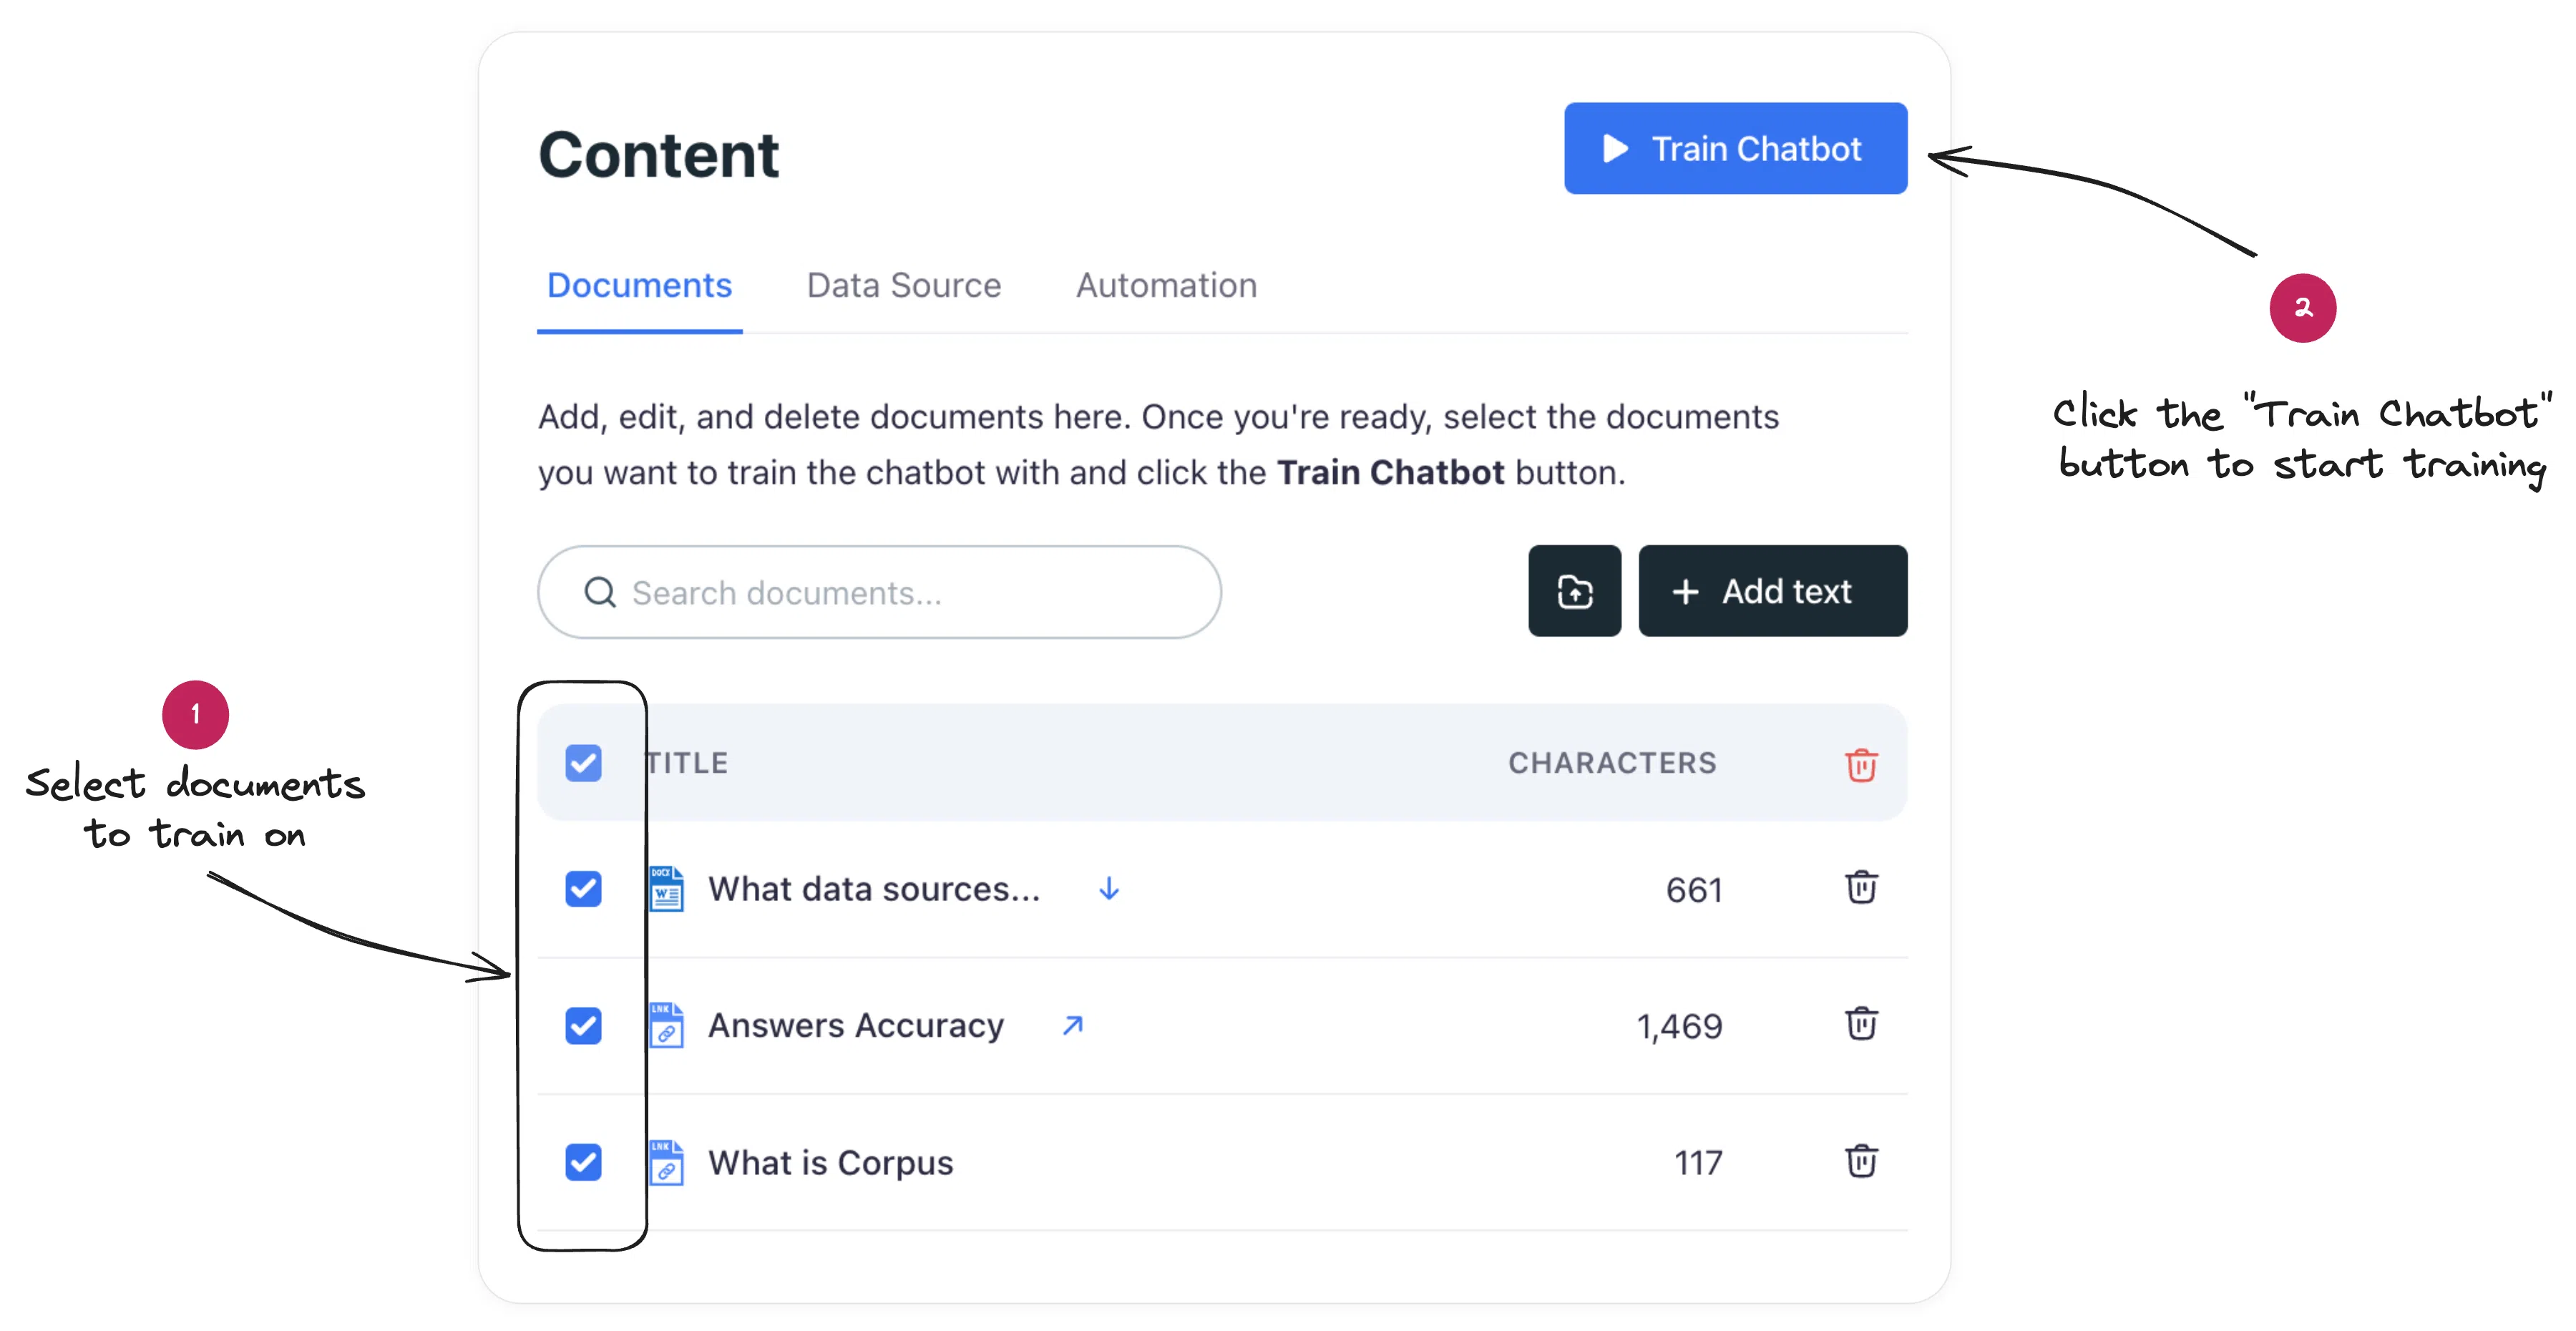 Content
Train Chatbot
Documents
Data Source
Automation
Add, edit, and delete documents here. Once you're ready, select the documents
you want to train the chatbot with and click the Train Chatbot button.
Search documents...
Add text
TITLE
CHARACTERS
DOCX
W
What data sources...
661
LNK
Answers Accuracy
1,469
LNK
What is Corpus
117
1
Select documents
to train on
2
Click the "Train Chatbot"
button to start training